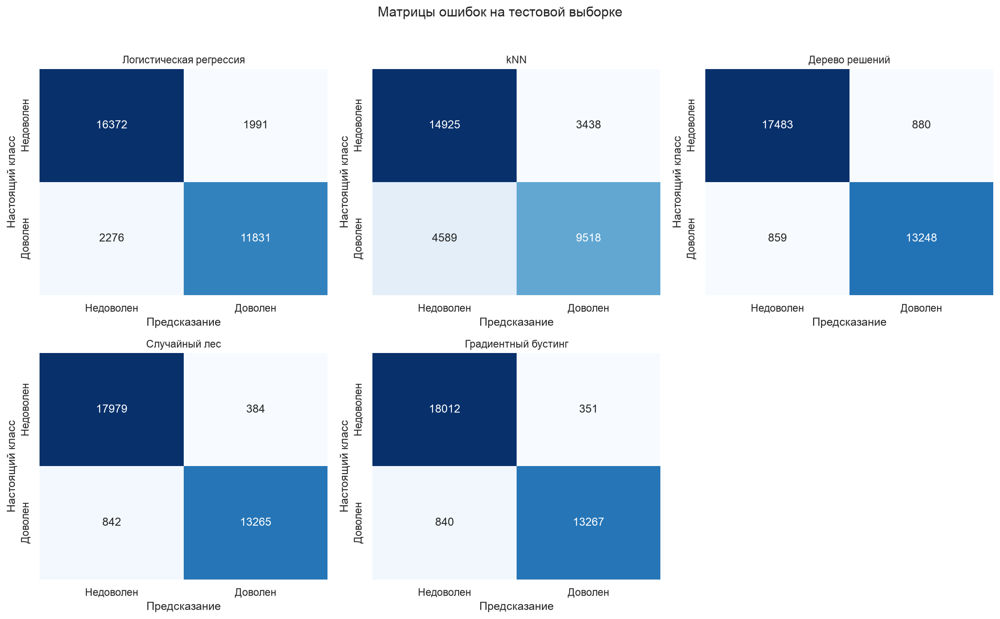 Матрицы ошибок на тестовой выборке
Логистическая регрессия
Настоящий класс
Недоволен
16372
1991
Доволен
2276
11831
Недоволен
Доволен
Предсказание
kNN
Настоящий класс
Недоволен
14925
3438
Доволен
4589
9518
Недоволен
Доволен
Предсказание
Дерево решений
Настоящий класс
Недоволен
17483
880
Доволен
859
13248
Недоволен
Доволен
Предсказание
Случайный лес
Настоящий класс
Недоволен
17979
384
Доволен
842
13265
Недоволен
Доволен
Предсказание
Градиентный бустинг
Настоящий класс
Недоволен
18012
351
Доволен
840
13267
Недоволен
Доволен
Предсказание